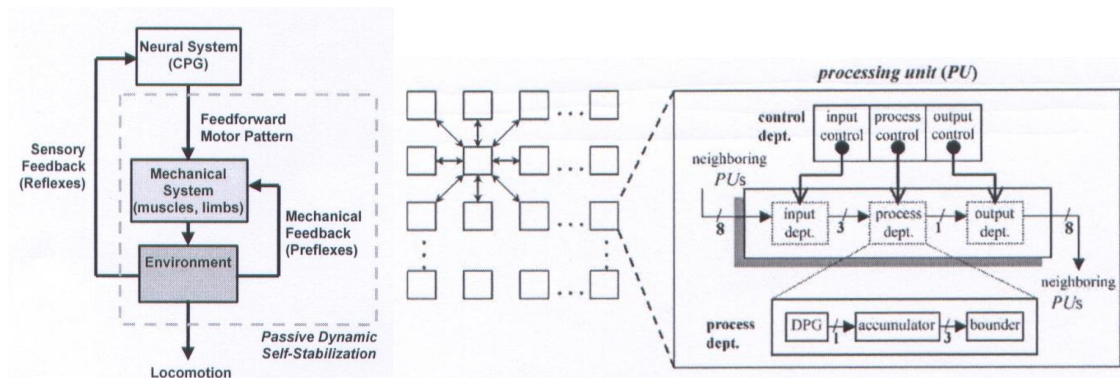 Neural System
(CPG)
Feedforward
Motor Pattern
Sensory
Feedback
(Reflexes)
Mechanical
System
(muscles, limbs)
Mechanical
Feedback
(Preflexes)
Environment
Passive Dynamic
Self-Stabilization
Locomotion
processing unit (PU)
control
dept.
input
control
process
control
output
control
neighboring
PUs
8
input
dept.
3
process
dept.
1
output
dept.
8
neighboring
PUs
process
dept.
DPG
1
accumulator
3
bounder